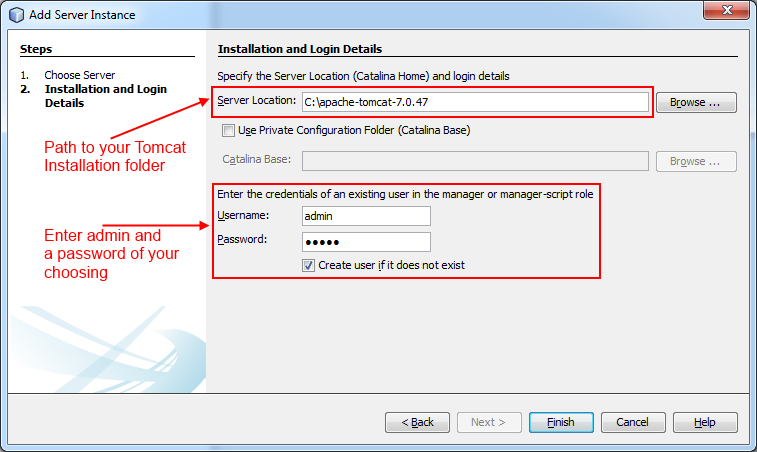 Add Server Instance
Steps
1. Choose Server
2. Installation and Login
Details
Path to your Tomcat
Installation folder
Enter admin and
a password of your
choosing
Installation and Login Details
Specify the Server Location (Catalina Home) and login details
Server Location: C:\apache-tomcat-7.0.47 Browse ...
Use Private Configuration Folder (Catalina Base)
Catalina Base: Browse ...
Enter the credentials of an existing user in the manager or manager-script role
Username: admin
Password: •••••
Create user if it does not exist
< Back Next > Finish Cancel Help